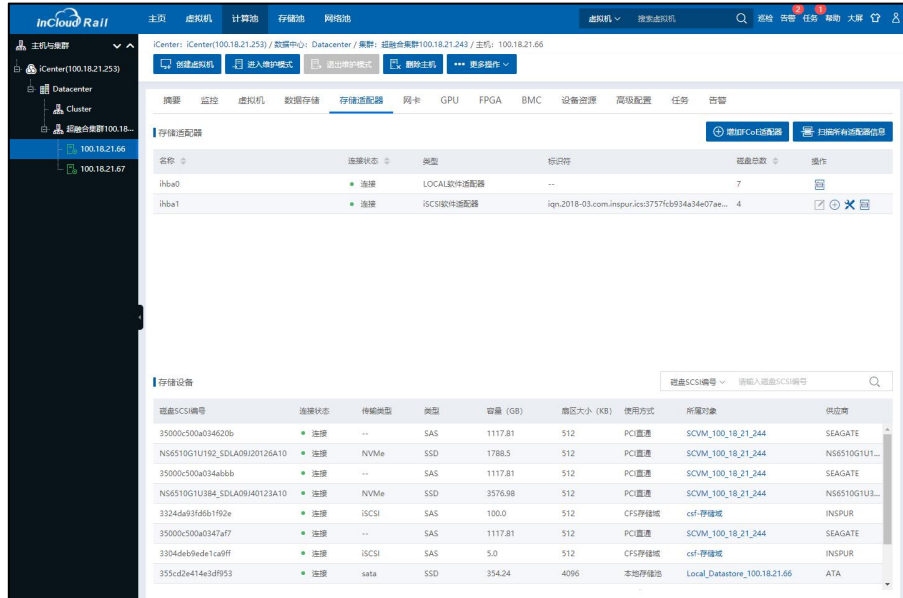 inCloud Rail
主页 虚拟机 计算池 存储池 网络池 虚拟机 搜索虚拟机 巡检 告警 2 任务 1 帮助 大屏
主机与集群
iCenter(100.18.21.253)
Datacenter
Cluster
超融合集群100.18...
100.18.21.66
100.18.21.67
iCenter: iCenter(100.18.21.253) / 数据中心: Datacenter / 集群: 超融合集群100.18.21.243 / 主机: 100.18.21.66
创建虚拟机 进入维护模式 退出维护模式 删除主机 ••• 更多操作
摘要 监控 虚拟机 数据存储 存储适配器 网卡 GPU FPGA BMC 设备资源 高级配置 任务 告警
存储适配器 增加FCoE适配器 扫描所有适配器信息
名称 连接状态 类型 标识符 磁盘总数 操作
ihba0 连接 LOCAL软件适配器 -- 7
ihba1 连接 iSCSI软件适配器 iqn.2018-03.com.inspur.ics:3757fcb934a34e07ae... 4
存储设备 磁盘SCSI编号 请输入磁盘SCSI编号
磁盘SCSI编号 连接状态 传输类型 类型 容量 (GB) 扇区大小 (KB) 使用方式 所属对象 供应商
35000c500a034620b 连接 -- SAS 1117.81 512 PCI直通 SCVM_100_18_21_244 SEAGATE
NS6510G1U192_SDLA09J20126A10 连接 NVMe SSD 1788.5 512 PCI直通 SCVM_100_18_21_244 NS6510G1U1...
35000c500a034abbb 连接 -- SAS 1117.81 512 PCI直通 SCVM_100_18_21_244 SEAGATE
NS6510G1U384_SDLA09J40123A10 连接 NVMe SSD 3576.98 512 PCI直通 SCVM_100_18_21_244 NS6510G1U3...
3324da93fd6b1f92e 连接 iSCSI SAS 100.0 512 CFS存储域 csf-存储域 INSPUR
35000c500a0347af7 连接 -- SAS 1117.81 512 PCI直通 SCVM_100_18_21_244 SEAGATE
3304deb9ede1ca9ff 连接 iSCSI SAS 5.0 512 CFS存储域 csf-存储域 INSPUR
355cd2e414e3df953 连接 sata SSD 354.24 4096 本地存储池 Local_Datastore_100.18.21.66 ATA